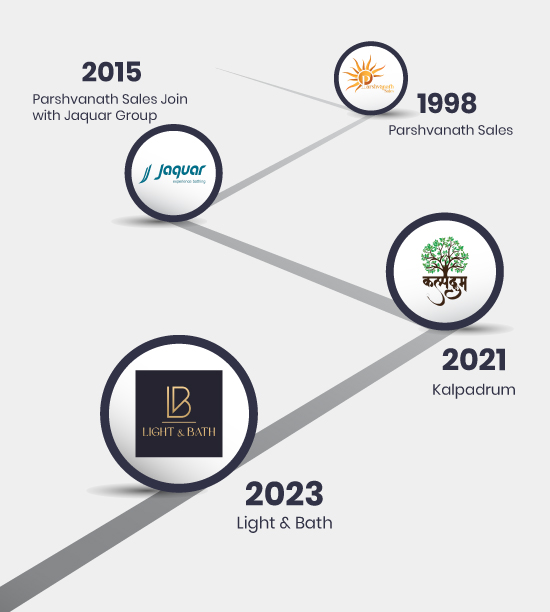 2015
Parshvanath Sales Join
with Jaquar Group
Parshvanath
1998
Parshvanath Sales
Jaquar
experience bathing
कल्पद्रुम
2021
Kalpadrum
LB
LIGHT & BATH
2023
Light & Bath